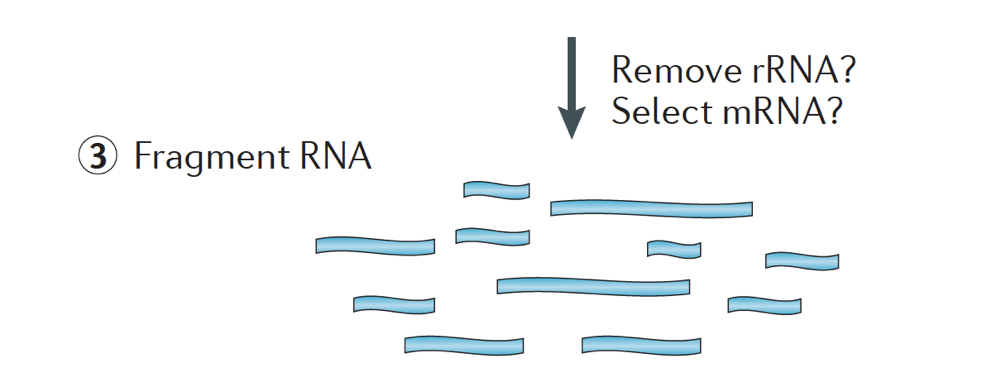 Remove rRNA?
Select mRNA?
③ Fragment RNA